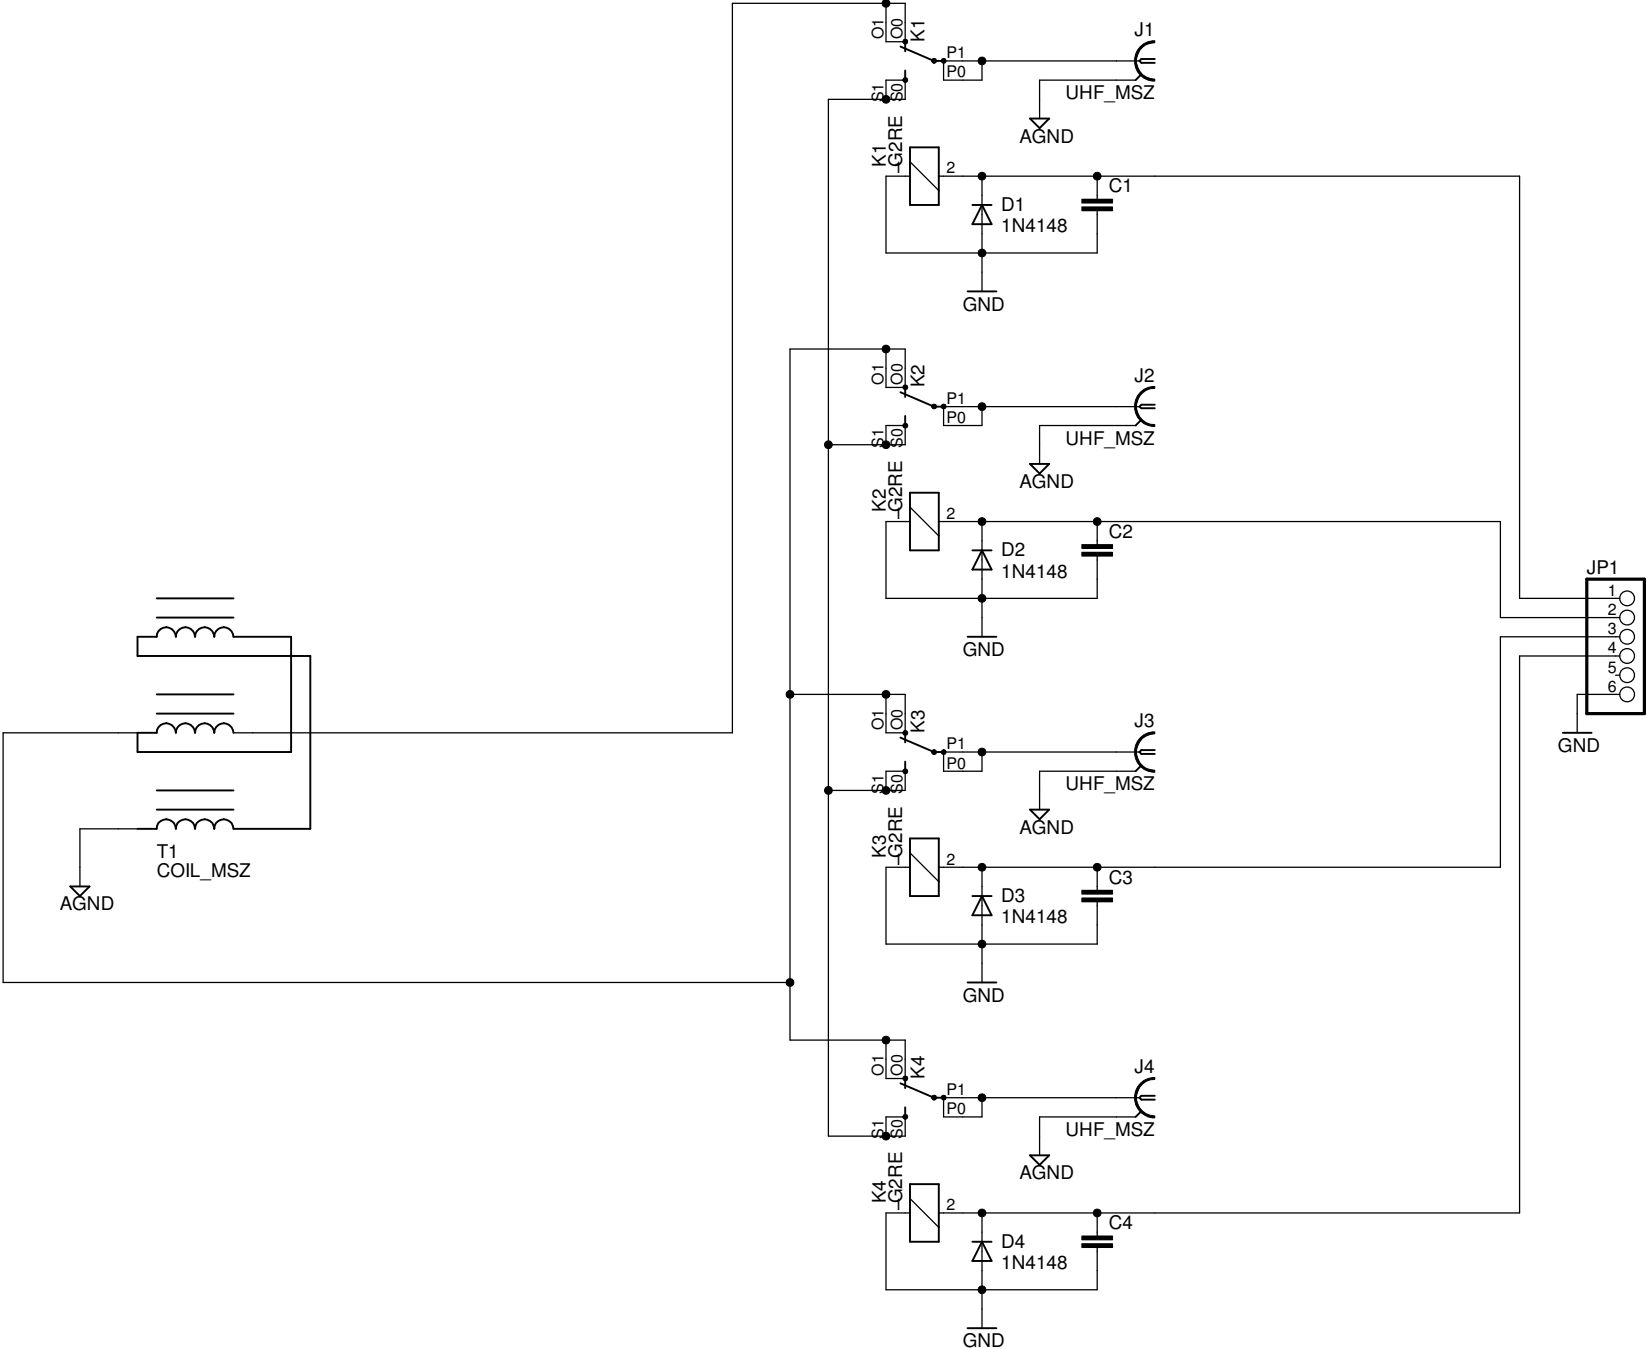 O1
O0
K1
P1
P0
J1
UHF_MSZ
AGND
S1
S0
K1
G2RE
2
D1
1N4148
C1
GND
O1
O0
K2
P1
P0
J2
UHF_MSZ
AGND
S1
S0
K2
G2RE
2
D2
1N4148
C2
GND
JP1
1
2
3
4
5
6
GND
T1
COIL_MSZ
AGND
O1
O0
K3
P1
P0
J3
UHF_MSZ
AGND
S1
S0
K3
G2RE
2
D3
1N4148
C3
GND
O1
O0
K4
P1
P0
J4
UHF_MSZ
AGND
S1
S0
K4
G2RE
2
D4
1N4148
C4
GND